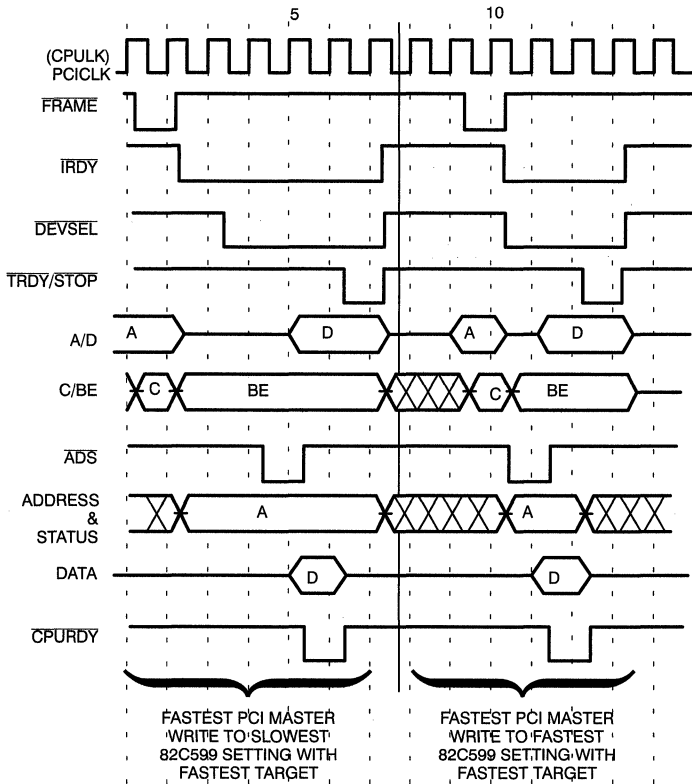 5 10
(CPULK)
PCICLK
FRAME
IRDY
DEVSEL
TRDY/STOP
A/D A D A D
C/BE C BE C BE
ADS
ADDRESS
&
STATUS
A A
DATA D D
CPURDY
FASTEST PCI MASTER
WRITE TO SLOWEST
82C599 SETTING WITH
FASTEST TARGET
FASTEST PCI MASTER
WRITE TO FASTEST
82C599 SETTING WITH
FASTEST TARGET